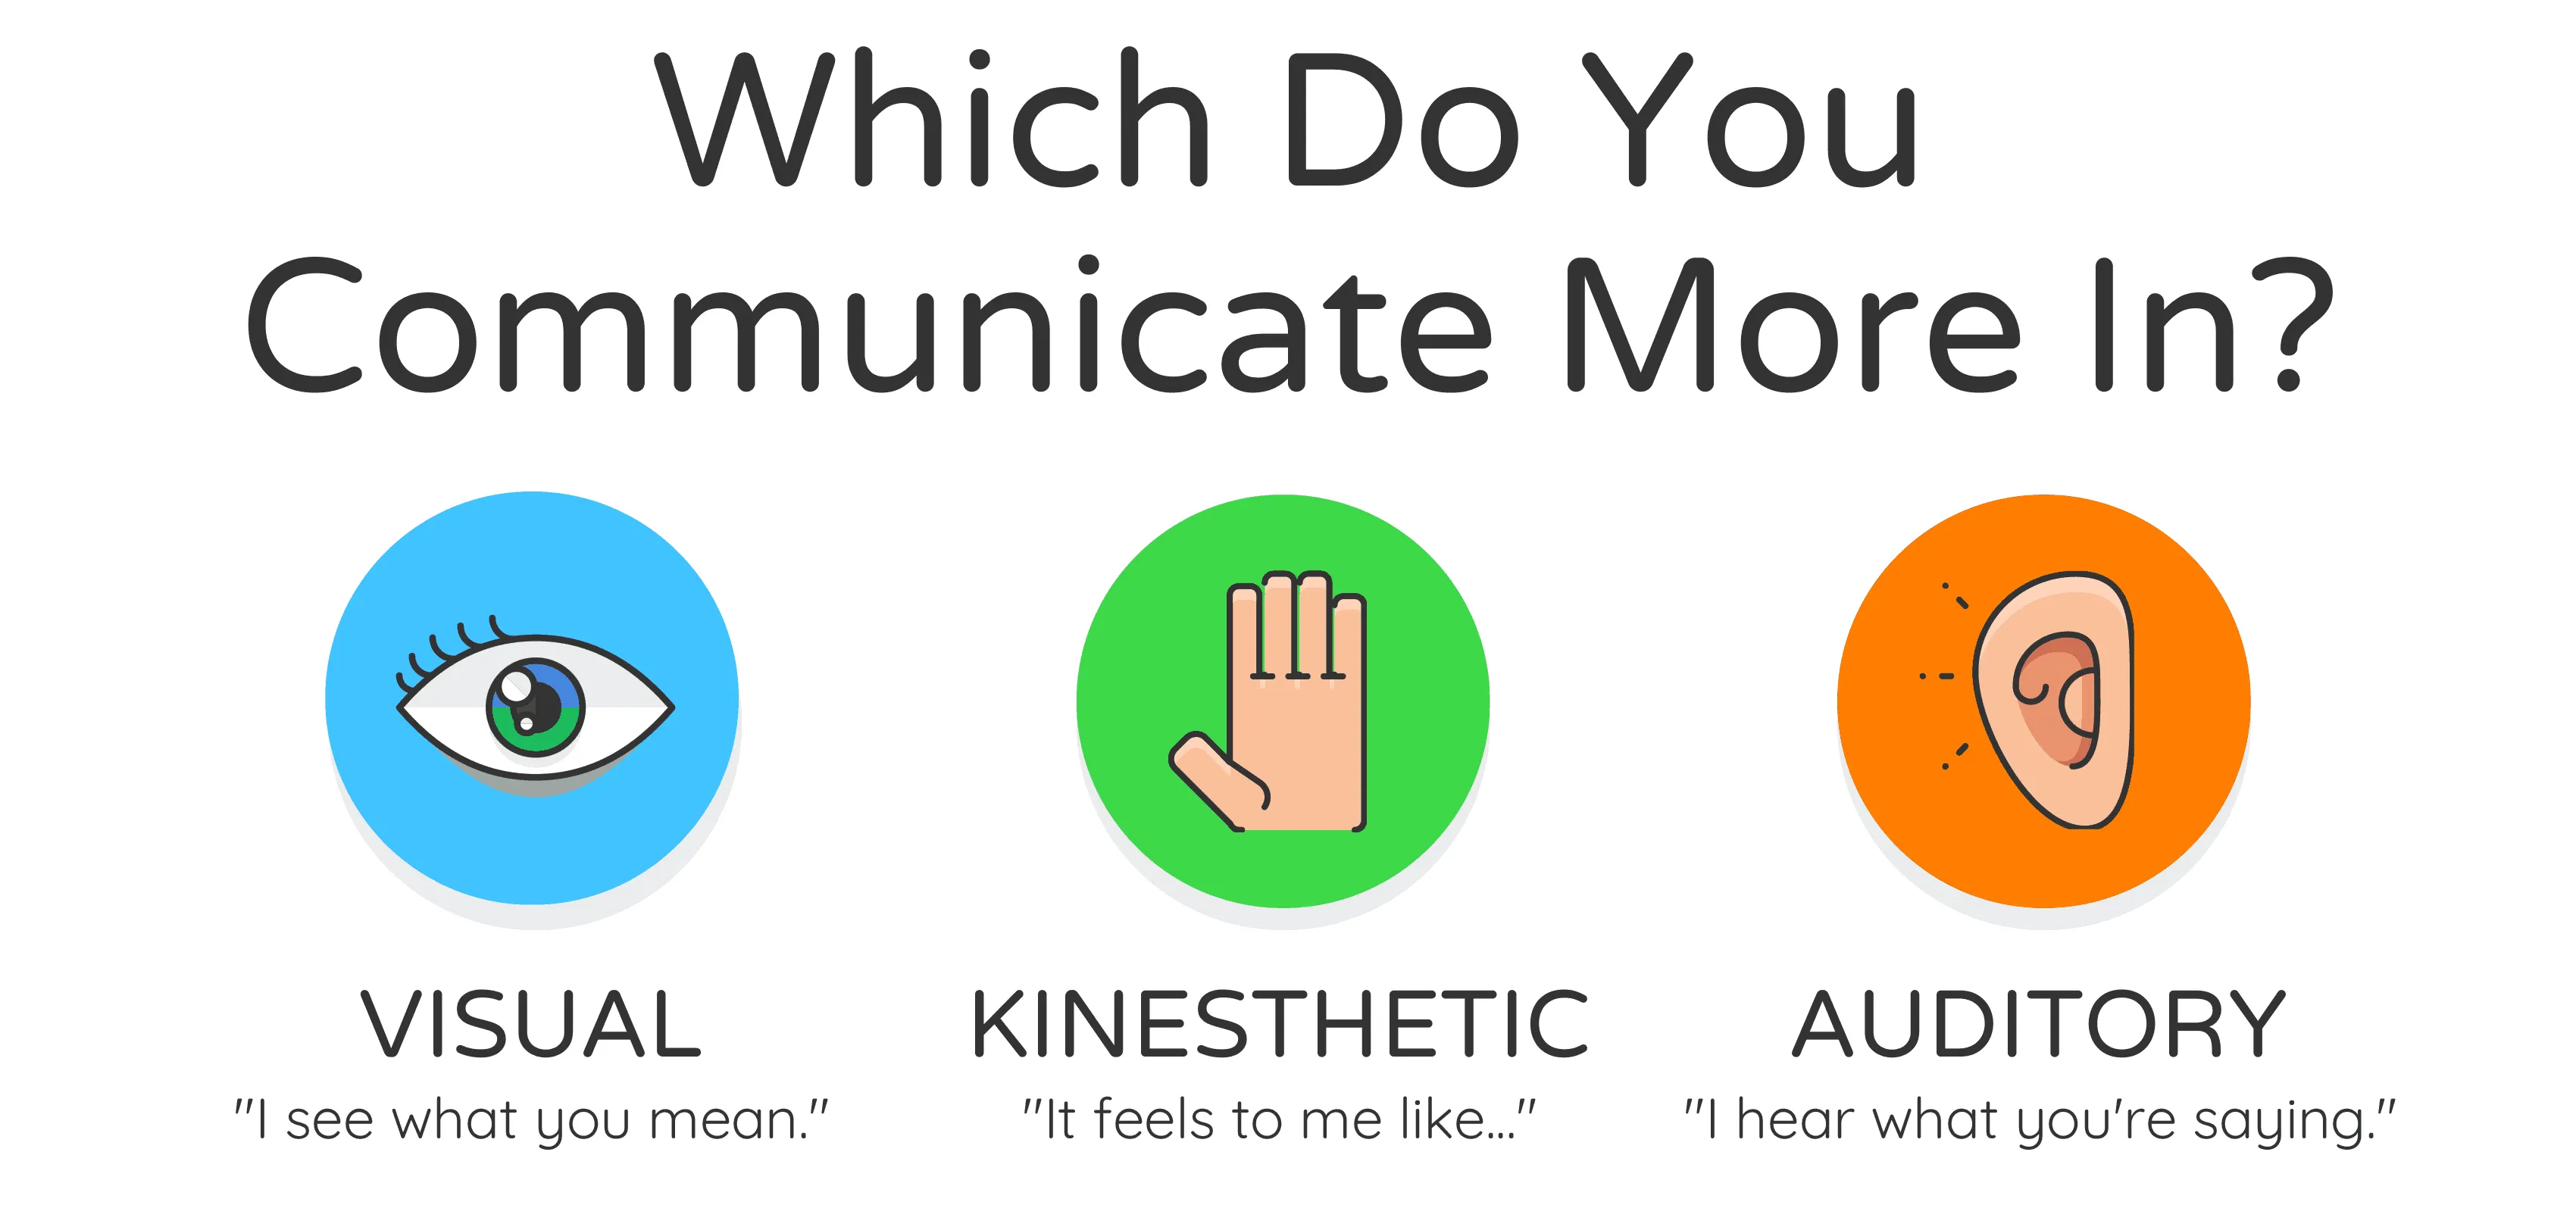 Which Do You
Communicate More In?
VISUAL
"I see what you mean."
KINESTHETIC
"It feels to me like..."
AUDITORY
"I hear what you're saying."